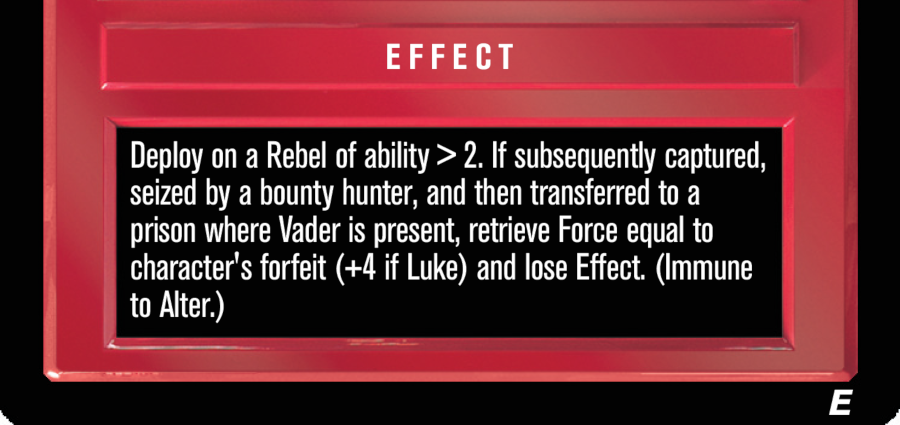 EFFECT
Deploy on a Rebel of ability > 2. If subsequently captured,
seized by a bounty hunter, and then transferred to a
prison where Vader is present, retrieve Force equal to
character's forfeit (+4 if Luke) and lose Effect. (Immune
to Alter.)
E